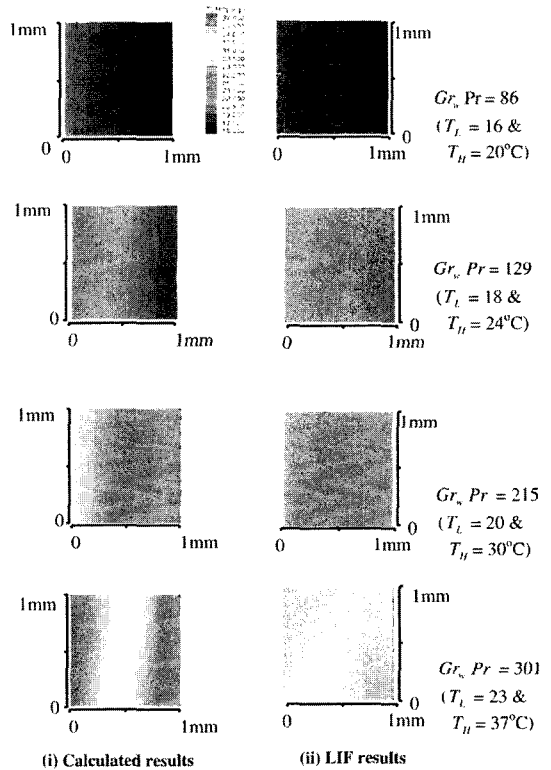 1mm
0
0
1mm
1mm
0
0
1mm
Gr_w Pr = 86
( T_L = 16 &
T_H = 20°C)
1mm
0
0
1mm
1mm
0
0
1mm
Gr_w Pr = 129
( T_L = 18 &
T_H = 24°C)
1mm
0
0
1mm
1mm
0
0
1mm
Gr_w Pr = 215
( T_L = 20 &
T_H = 30°C)
1mm
0
0
1mm
1mm
0
0
1mm
Gr_w Pr = 301
( T_L = 23 &
T_H = 37°C)
(i) Calculated results
(ii) LIF results